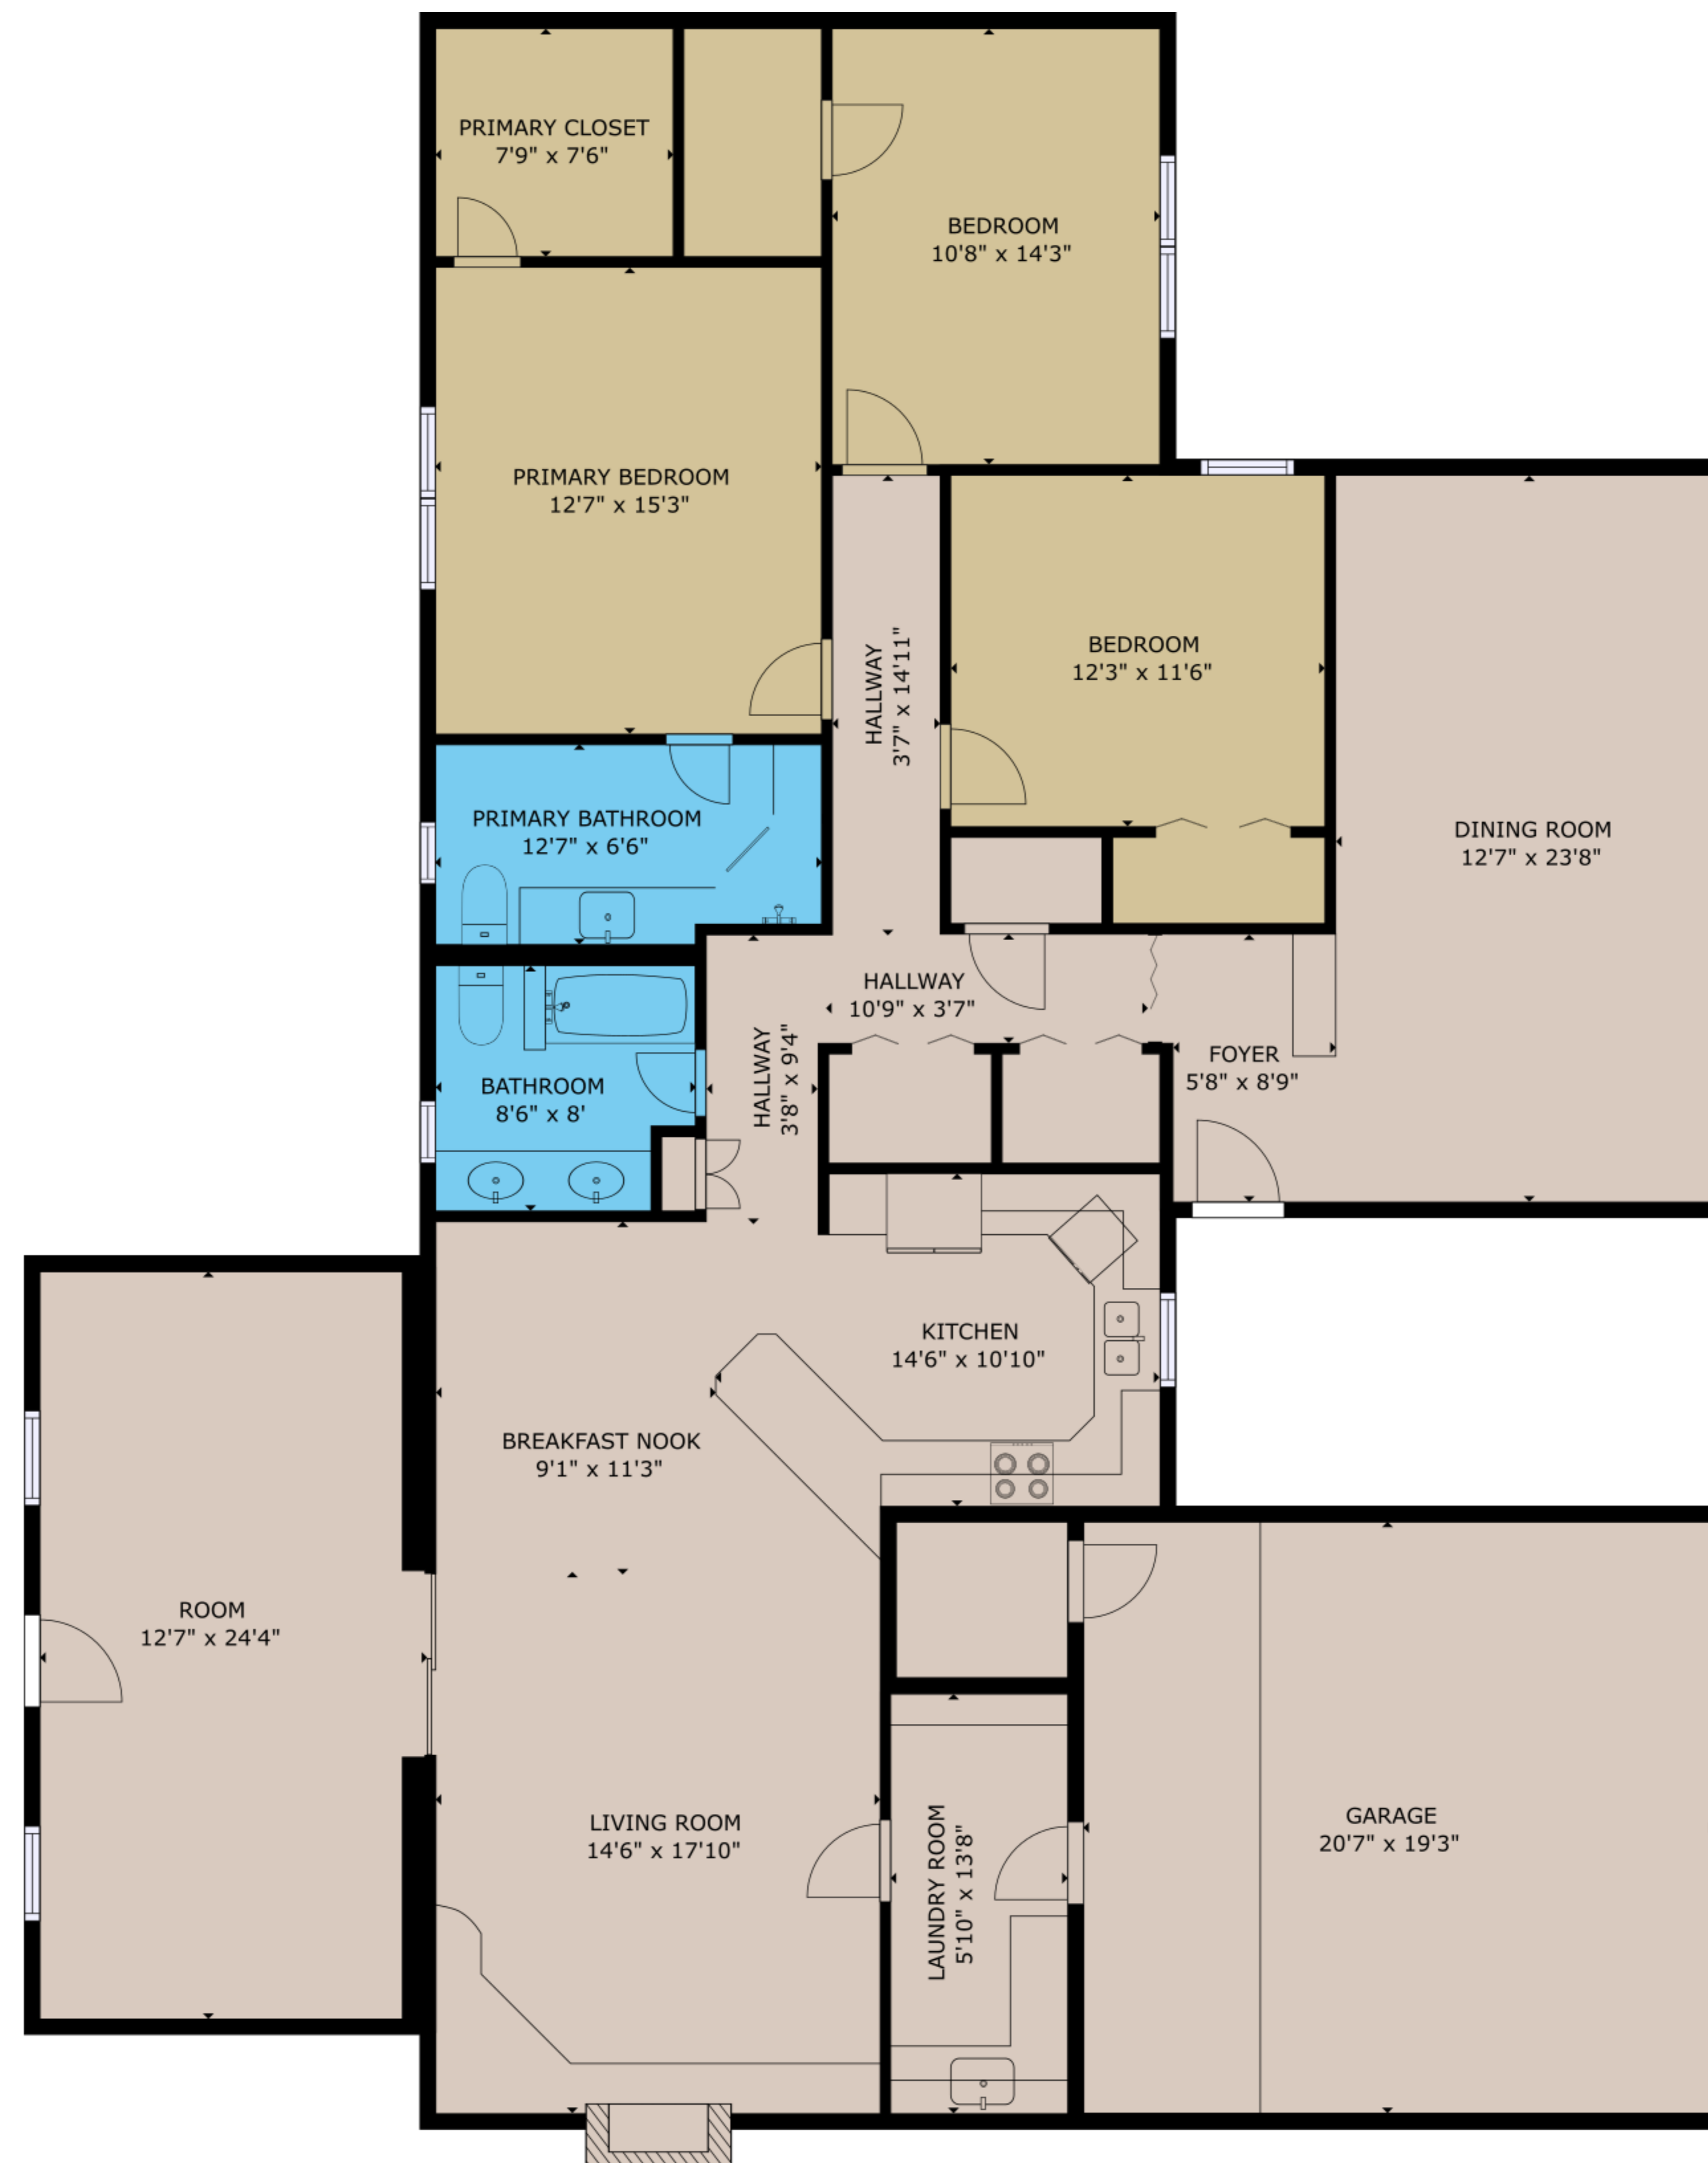 PRIMARY CLOSET
7'9" x 7'6"
BEDROOM
10'8" x 14'3"
PRIMARY BEDROOM
12'7" x 15'3"
HALLWAY
3'7" x 14'11"
BEDROOM
12'3" x 11'6"
PRIMARY BATHROOM
12'7" x 6'6"
DINING ROOM
12'7" x 23'8"
HALLWAY
10'9" x 3'7"
HALLWAY
3'8" x 9'4"
FOYER
5'8" x 8'9"
BATHROOM
8'6" x 8'
KITCHEN
14'6" x 10'10"
BREAKFAST NOOK
9'1" x 11'3"
ROOM
12'7" x 24'4"
LIVING ROOM
14'6" x 17'10"
LAUNDRY ROOM
5'10" x 13'8"
GARAGE
20'7" x 19'3"